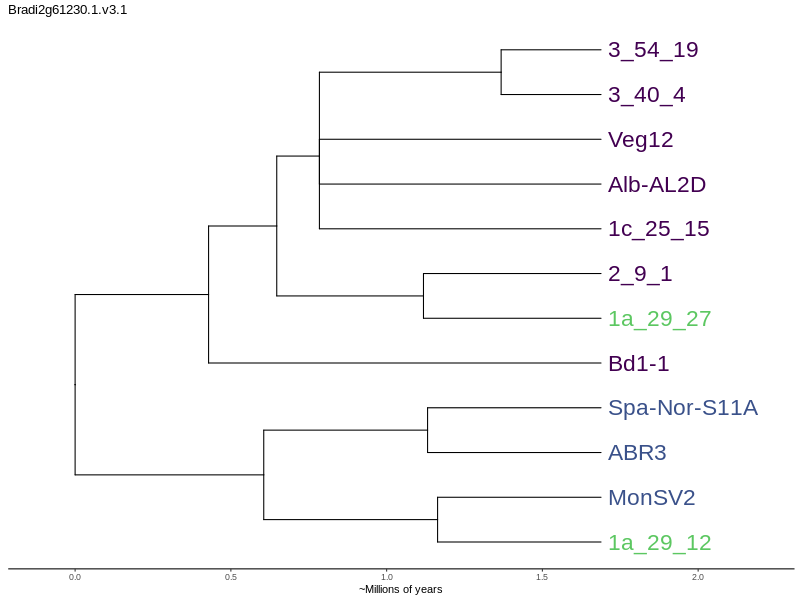 Bradi2g61230.1.v3.1
3_54_19
3_40_4
Veg12
Alb-AL2D
1c_25_15
2_9_1
1a_29_27
Bd1-1
Spa-Nor-S11A
ABR3
MonSV2
1a_29_12
0.0 0.5 1.0 1.5 2.0
~Millions of years